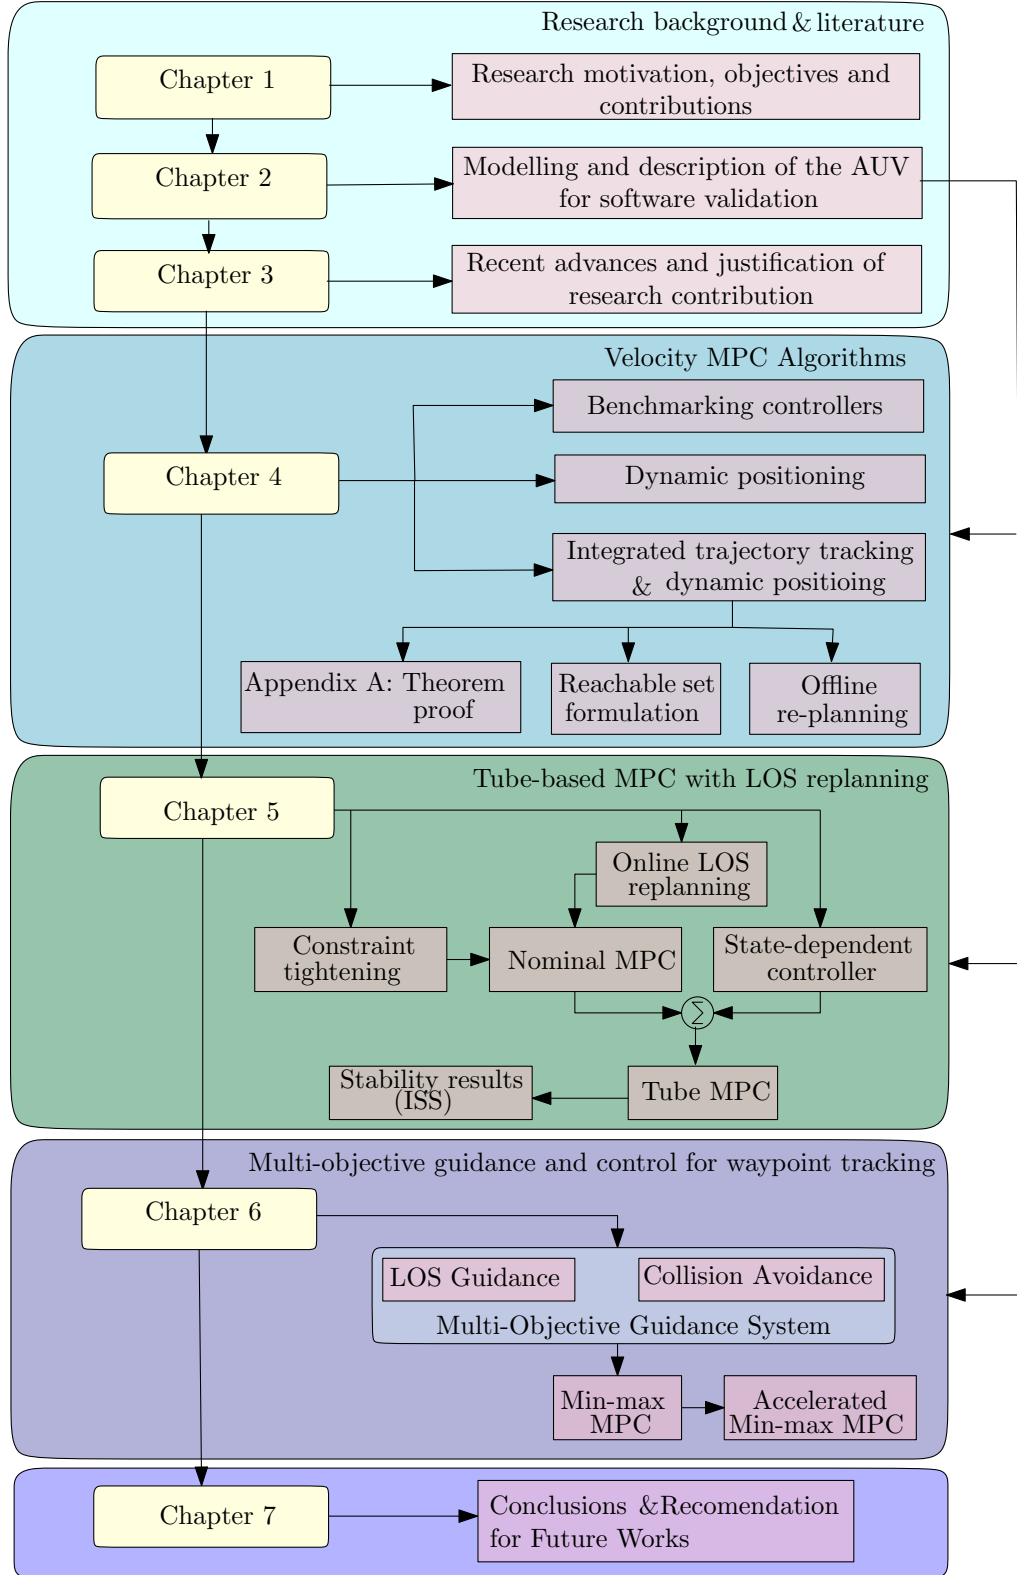 Research background & literature
Chapter 1
Research motivation, objectives and
contributions
Chapter 2
Modelling and description of the AUV
for software validation
Chapter 3
Recent advances and justification of
research contribution
Velocity MPC Algorithms
Benchmarking controllers
Chapter 4
Dynamic positioning
Integrated trajectory tracking
& dynamic positioing
Appendix A: Theorem
proof
Reachable set
formulation
Offline
re-planning
Tube-based MPC with LOS replanning
Chapter 5
Online LOS
replanning
Constraint
tightening
Nominal MPC
State-dependent
controller
∑
Stability results
(ISS)
Tube MPC
Multi-objective guidance and control for waypoint tracking
Chapter 6
LOS Guidance
Collision Avoidance
Multi-Objective Guidance System
Min-max
MPC
Accelerated
Min-max MPC
Chapter 7
Conclusions &Recomendation
for Future Works